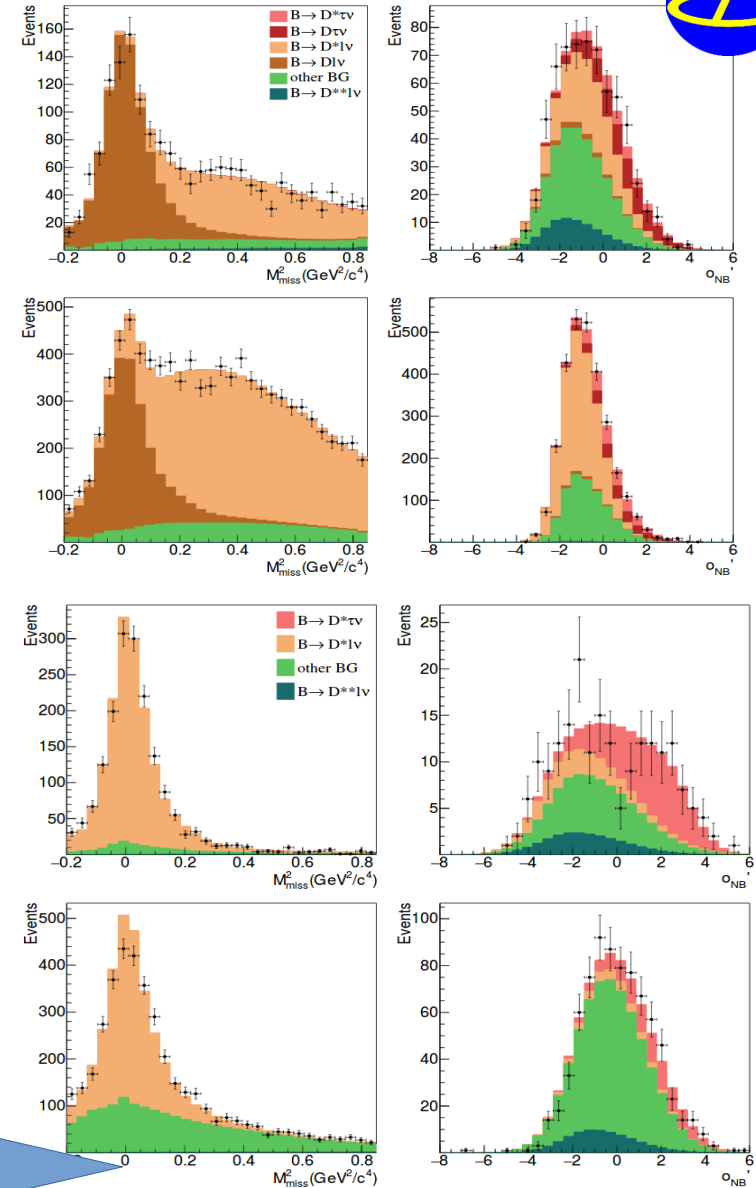 Events
160
140
120
100
80
60
40
20
B→ D*τν
B→ Dτν
B→ D*lν
B→ Dlν
other BG
B→ D**lν
−0.2 0 0.2 0.4 0.6 0.8
M²miss(GeV²/c⁴)
Events
80
70
60
50
40
30
20
10
−8 −6 −4 −2 0 2 4 6
oNB'
Events
500
400
300
200
100
−0.2 0 0.2 0.4 0.6 0.8
M²miss(GeV²/c⁴)
Events
500
400
300
200
100
−8 −6 −4 −2 0 2 4 6
oNB'
Events
300
250
200
150
100
50
B→ D*τν
B→ D*lν
other BG
B→ D**lν
−0.2 0 0.2 0.4 0.6 0.8
M²miss(GeV²/c⁴)
Events
25
20
15
10
5
−8 −6 −4 −2 0 2 4 6
oNB'
Events
500
400
300
200
100
0 0.2 0.4 0.6 0.8
M²miss(GeV²/c⁴)
Events
100
80
60
40
20
−8 −6 −4 −2 0 2 4 6
oNB'